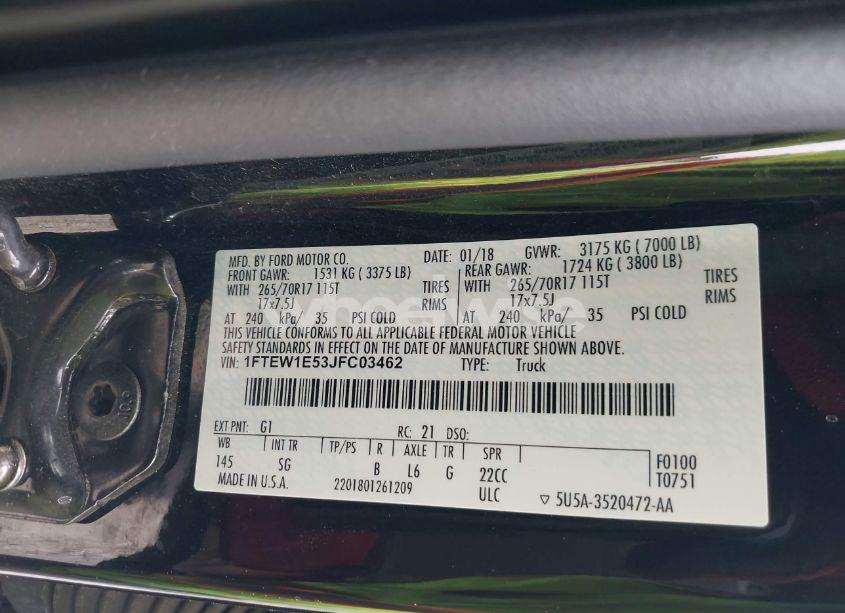 MFD. BY FORD MOTOR CO. DATE: 01/18 GVWR: 3175 KG ( 7000 LB)
FRONT GAWR: 1531 KG ( 3375 LB) REAR GAWR: 1724 KG ( 3800 LB)
WITH 265/70R17 115T TIRES WITH 265/70R17 115T TIRES
17x7.5J RIMS 17x7.5J RIMS
AT 240 kPa/ 35 PSI COLD AT 240 kPa/ 35 PSI COLD
THIS VEHICLE CONFORMS TO ALL APPLICABLE FEDERAL MOTOR VEHICLE
SAFETY STANDARDS IN EFFECT ON THE DATE OF MANUFACTURE SHOWN ABOVE.
VIN: 1FTEW1E53JFC03462 TYPE: Truck
EXT PNT: G1 RC: 21 DSO:
WB INT TR TP/PS R AXLE TR SPR F0100
145 SG B L6 G 22CC T0751
MADE IN U.S.A. 2201801261209 ULC ▽ 5U5A-3520472-AA